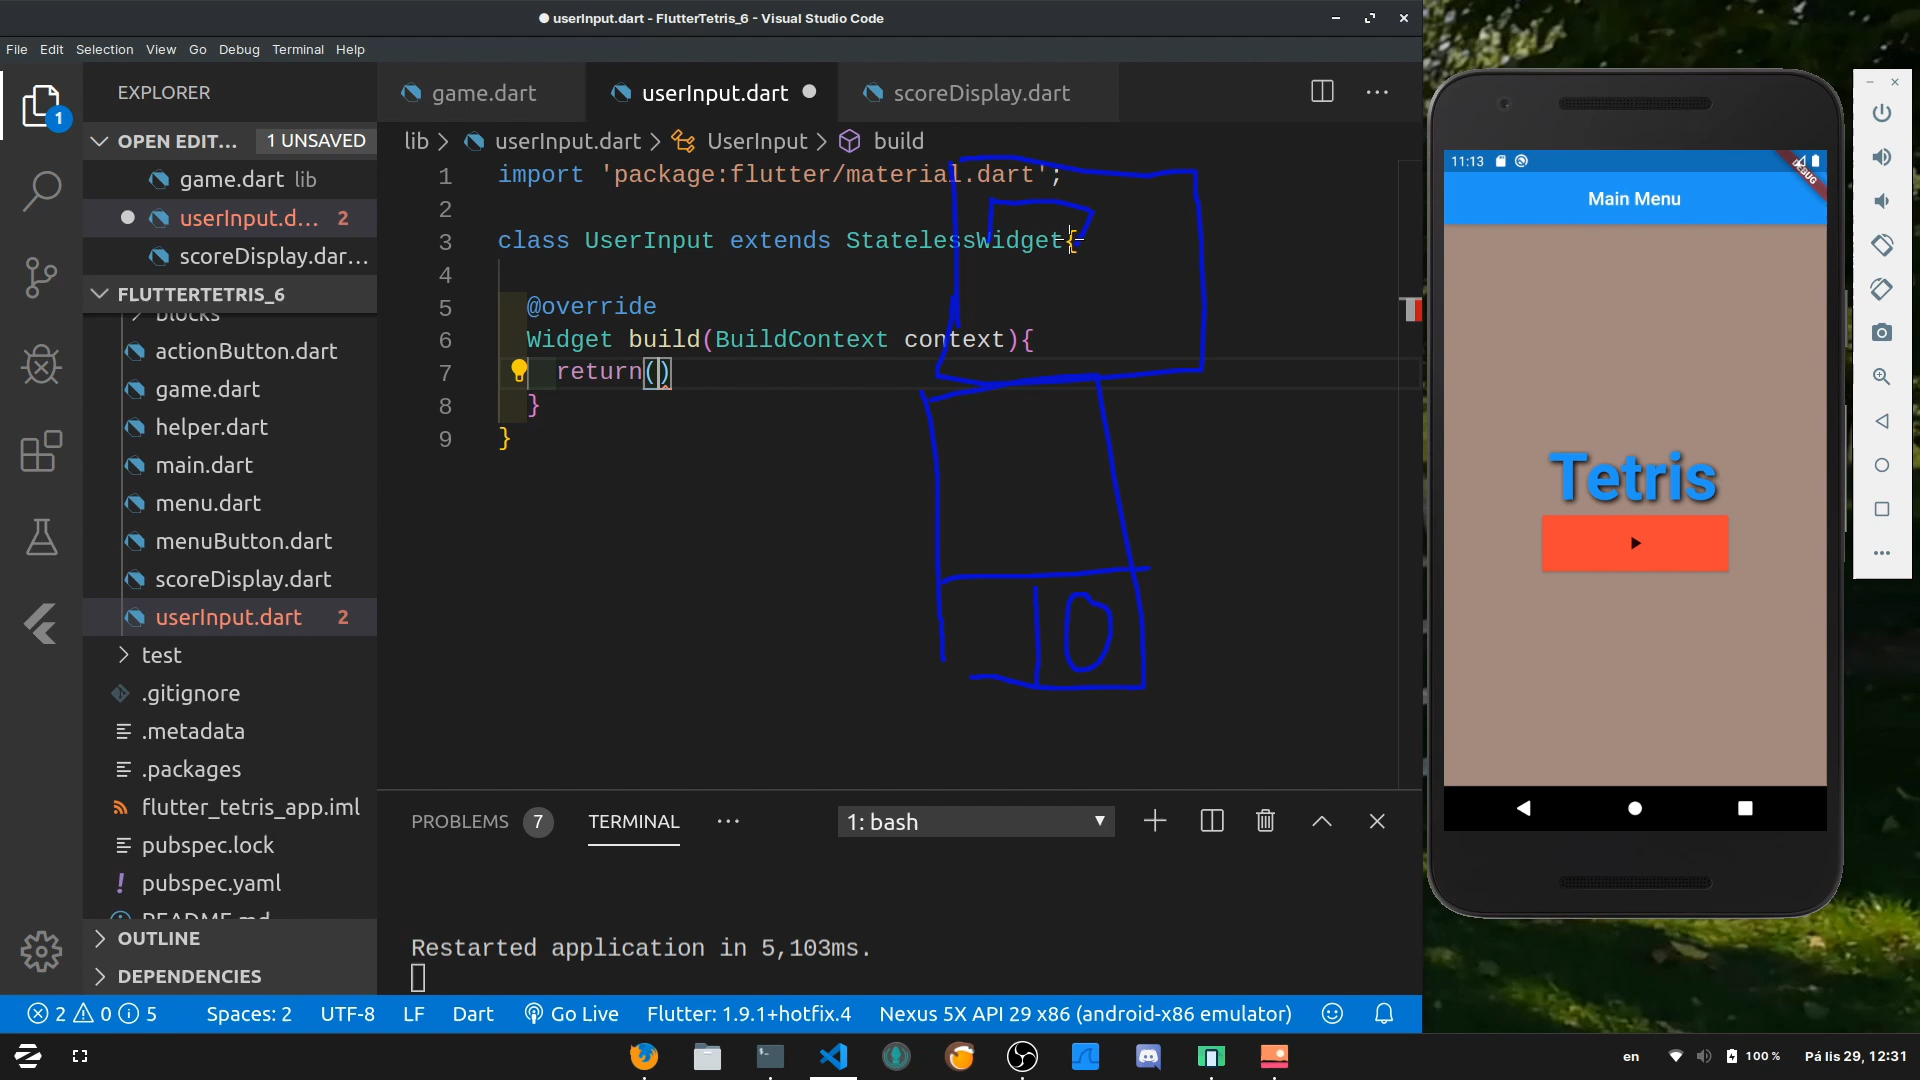 userInput.dart - FlutterTetris_6 - Visual Studio Code
File Edit Selection View Go Debug Terminal Help
EXPLORER
OPEN EDIT... 1 UNSAVED
game.dart lib
userInput.d... 2
scoreDisplay.dar...
FLUTTERTETRIS_6
blocks
actionButton.dart
game.dart
helper.dart
main.dart
menu.dart
menuButton.dart
scoreDisplay.dart
userInput.dart 2
test
.gitignore
.metadata
.packages
flutter_tetris_app.iml
pubspec.lock
pubspec.yaml
README.md
OUTLINE
DEPENDENCIES
1
game.dart userInput.dart scoreDisplay.dart
lib > userInput.dart > UserInput > build
1 import 'package:flutter/material.dart';
2
3 class UserInput extends StatelessWidget{
4
5 @override
6 Widget build(BuildContext context){
7 return()
8 }
9 }
PROBLEMS 7 TERMINAL ... 1: bash
Restarted application in 5,103ms.
2 0 5 Spaces: 2 UTF-8 LF Dart Go Live Flutter: 1.9.1+hotfix.4 Nexus 5X API 29 x86 (android-x86 emulator)
11:13
DEBUG
Main Menu
Tetris
en 100 % Pá lis 29, 12:31